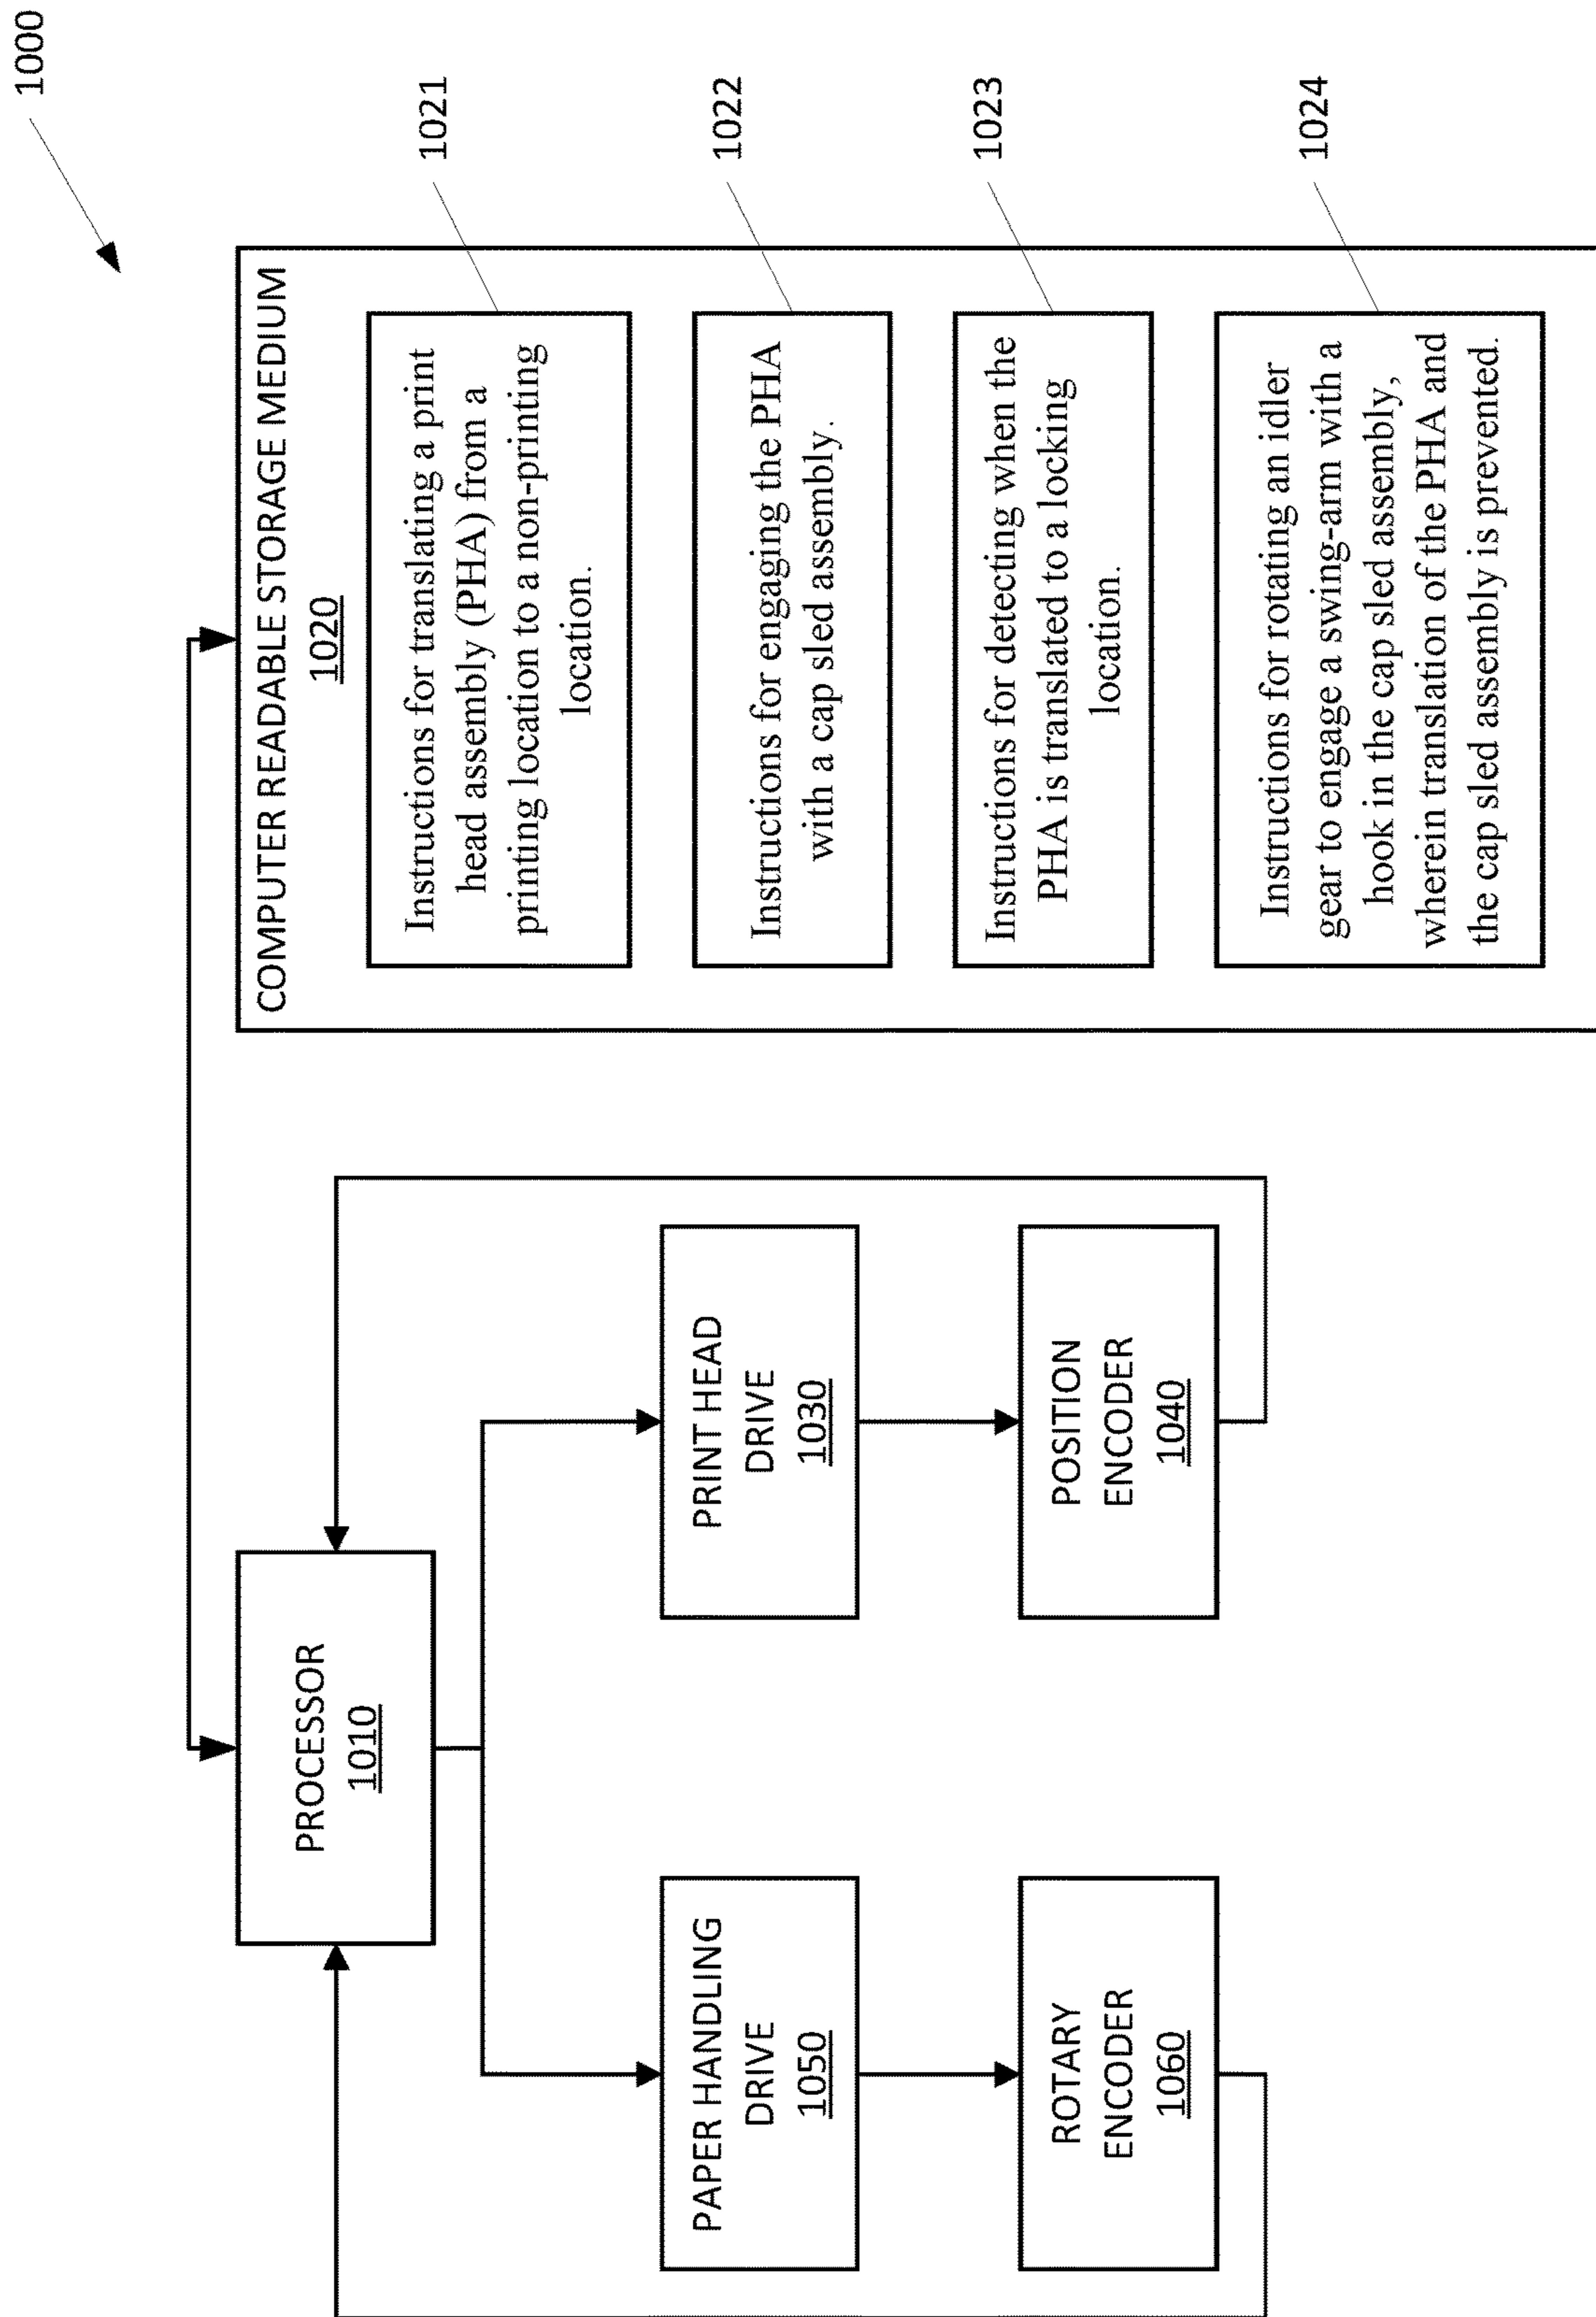 1000
COMPUTER READABLE STORAGE MEDIUM
1020
Instructions for translating a print
head assembly (PHA) from a
printing location to a non-printing
location.
1021
Instructions for engaging the PHA
with a cap sled assembly.
1022
Instructions for detecting when the
PHA is translated to a locking
location.
1023
Instructions for rotating an idler
gear to engage a swing-arm with a
hook in the cap sled assembly,
wherein translation of the PHA and
the cap sled assembly is prevented.
1024
PROCESSOR
1010
PAPER HANDLING
DRIVE
1050
PRINT HEAD
DRIVE
1030
ROTARY
ENCODER
1060
POSITION
ENCODER
1040